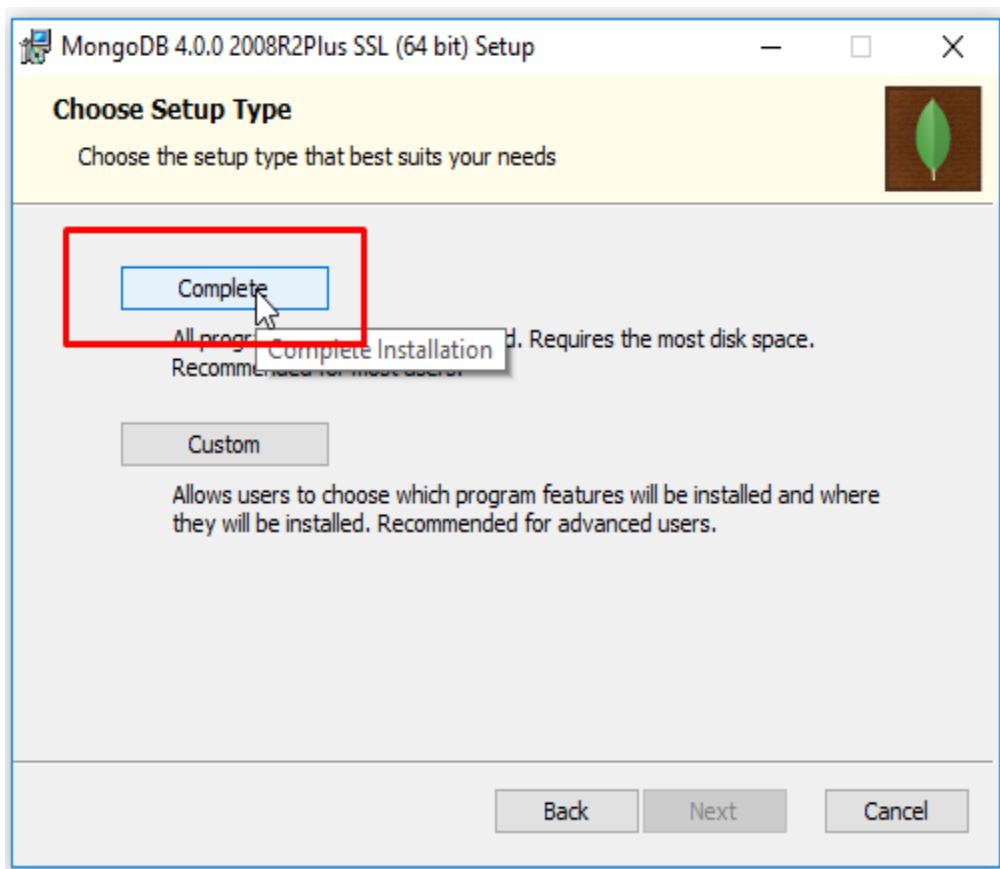 MongoDB 4.0.0 2008R2Plus SSL (64 bit) Setup
Choose Setup Type
Choose the setup type that best suits your needs
Complete
All d. Requires the most disk space.
Complete Installation
Custom
Allows users to choose which program features will be installed and where
they will be installed. Recommended for advanced users.
Back Next Cancel